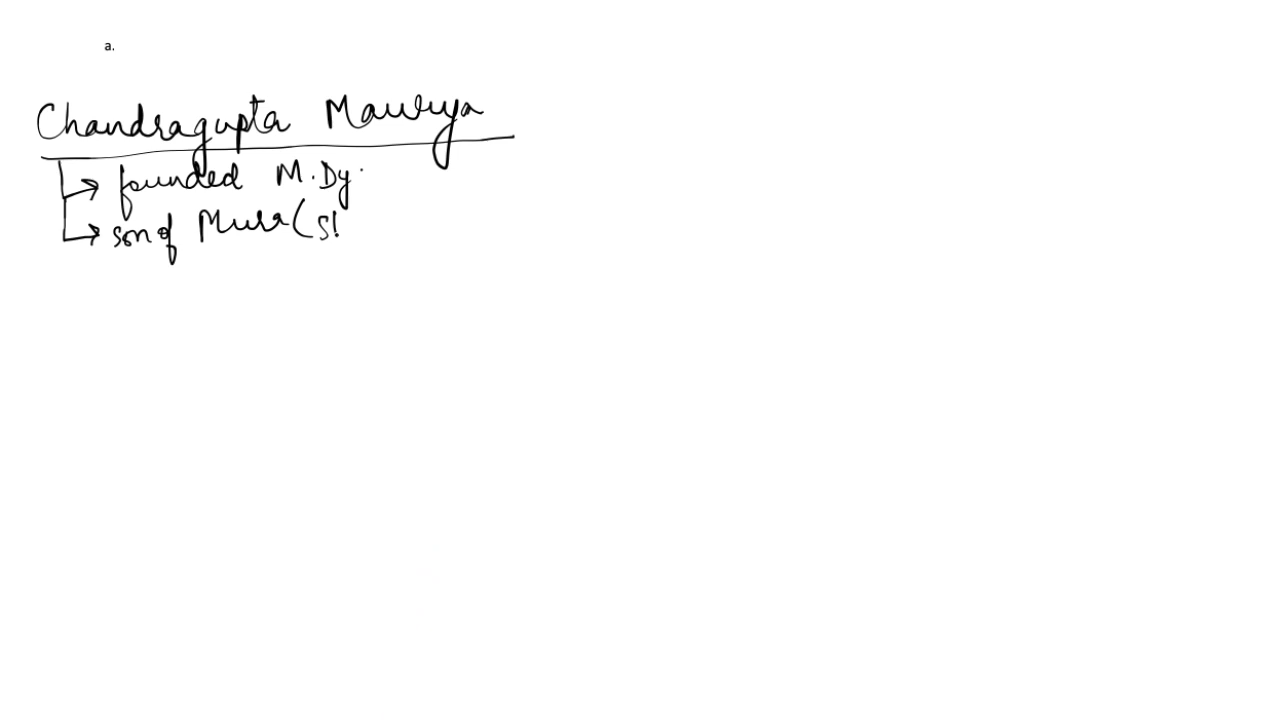 a.
Chandragupta Maurya
→ founded M.Dy.
→ son of Mura (